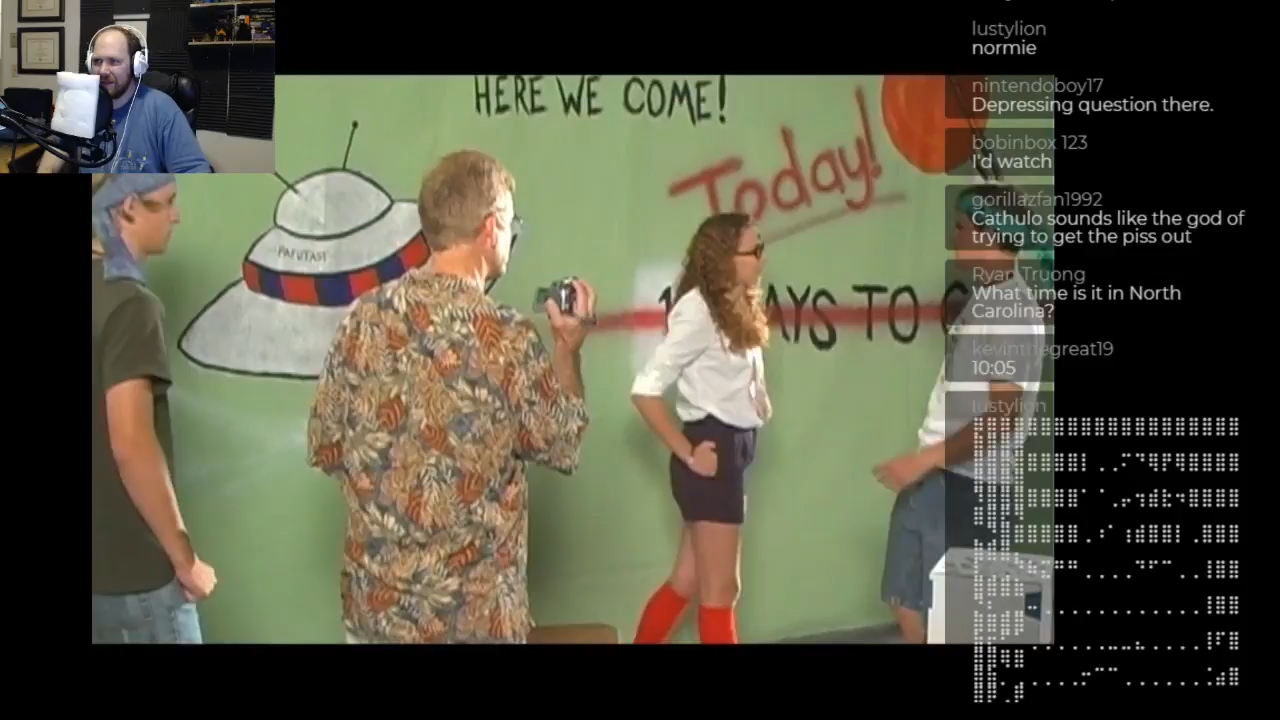 HERE WE COME!
Today!
DAYS TO
lustylion
normie
nintendoboy17
Depressing question there.
bobinbox 123
I'd watch
gorillazfan1992
Cathulo sounds like the god of
trying to get the piss out
Ryan Truong
What time is it in North
Carolina?
kevinthegreat19
10:05
lustylion